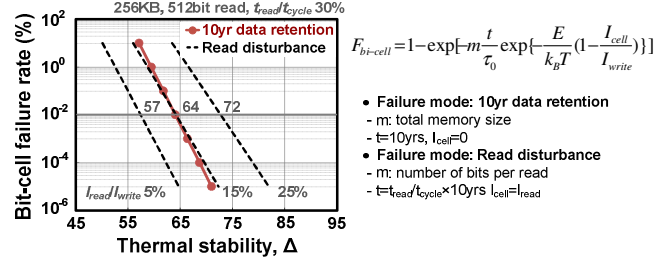 256KB, 512bit read, t_read/t_cycle 30%
10yr data retention
Read disturbance
Bit-cell failure rate (%)
10^2
10^0
10^-2
10^-4
10^-6
57
64
72
I_read/I_write 5%
15%
25%
45
55
65
75
85
95
Thermal stability, Δ
F_bi-cell = 1 − exp[−m t/τ_0 exp{−E/k_BT(1 − I_cell/I_write)}]
• Failure mode: 10yr data retention
- m: total memory size
- t=10yrs, I_cell=0
• Failure mode: Read disturbance
- m: number of bits per read
- t=t_read/t_cycle×10yrs I_cell=I_read